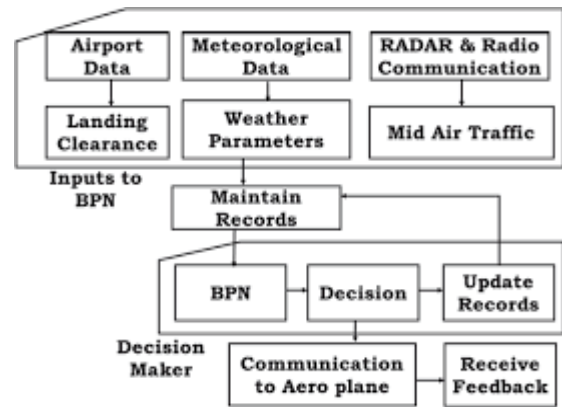 Airport
Data
Meteorological
Data
RADAR & Radio
Communication
Landing
Clearance
Weather
Parameters
Mid Air Traffic
Inputs to
BPN
Maintain
Records
BPN
Decision
Update
Records
Decision
Maker
Communication
to Aero plane
Receive
Feedback